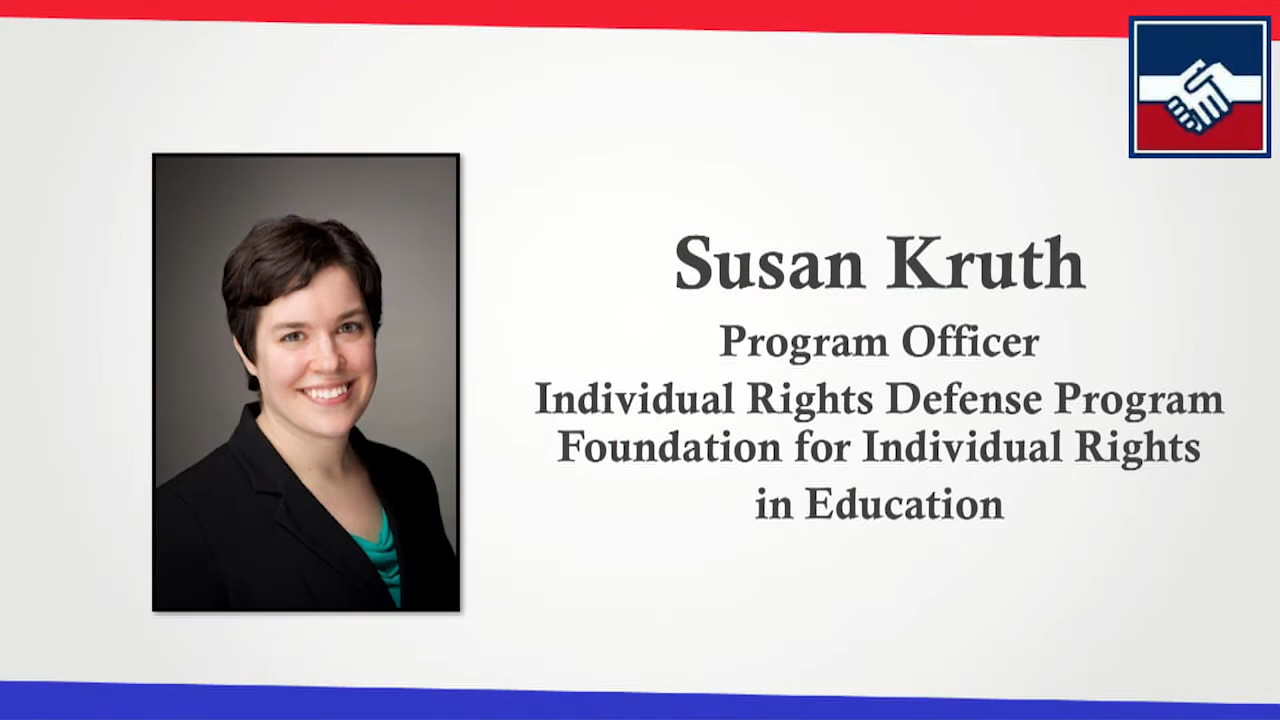 Susan Kruth
Program Officer
Individual Rights Defense Program
Foundation for Individual Rights
in Education